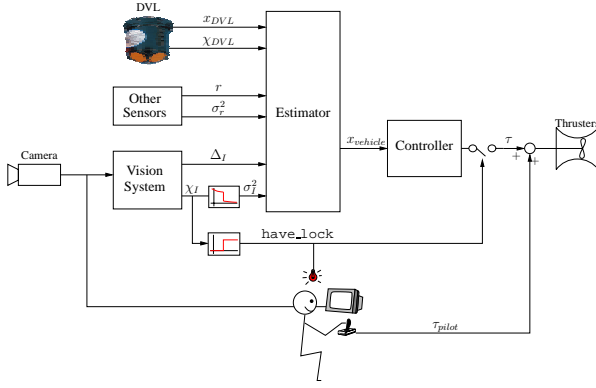 DVL
x_DVL
χ_DVL
Other
Sensors
r
σ_r^2
Estimator
Camera
Vision
System
Δ_I
χ_I
σ_I^2
x_vehicle
Controller
τ
+
+
Thrusters
have_lock
τ_pilot